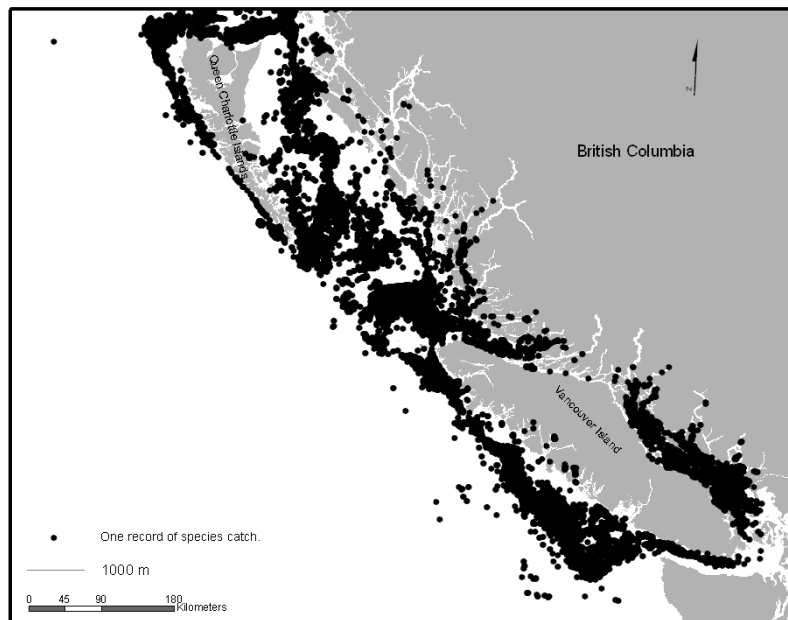 Queen Charlotte Islands
British Columbia
N
Vancouver Island
One record of species catch.
1000 m
0 45 90 180
Kilometers